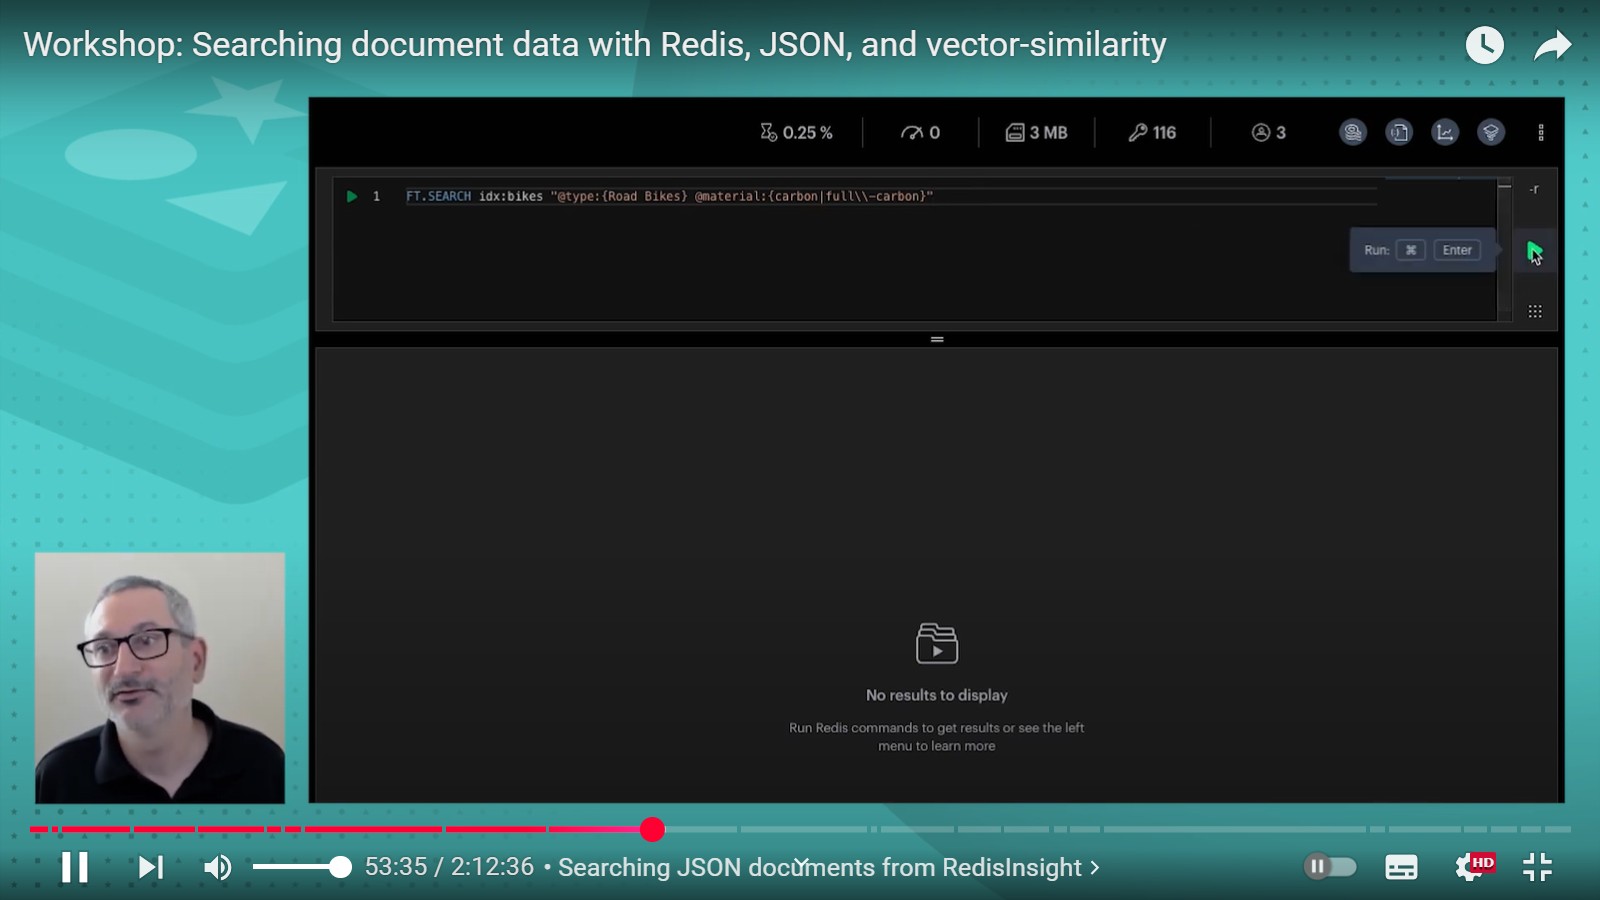 Workshop: Searching document data with Redis, JSON, and vector-similarity
0.25 %
0
3 MB
116
3
1 FT.SEARCH idx:bikes "@type:{Road Bikes} @material:{carbon|full\\-carbon}"
-r
Run: ⌘ Enter
No results to display
Run Redis commands to get results or see the left
menu to learn more
53:35 / 2:12:36 • Searching JSON documents from RedisInsight
HD